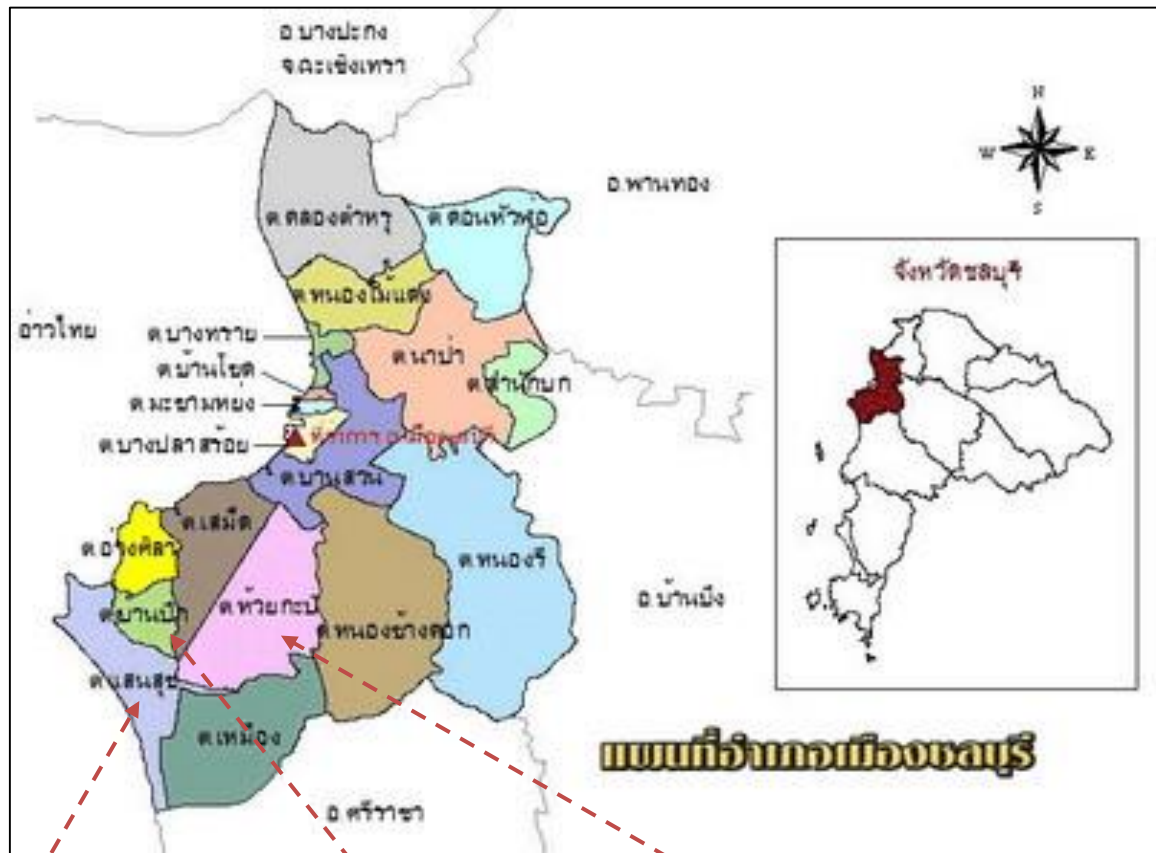 อ.บางปะกง
จ.ฉะเชิงเทรา
N
W
E
S
อ.พานทอง
ต.คลองตำหรุ
ต.ดอนหัวฬ่อ
จังหวัดชลบุรี
ต.หนองไม้แดง
อ่าวไทย
ต.บางทราย
ต.นาป่า
ต.บ้านโขด
ต.สำนักบก
ต.มะขามหย่ง
ต.บางปลาสร้อย
ต.บ้านสวน
ต.เสม็ด
ต.อ่างศิลา
ต.หนองรี
ต.บ้านปึก
ต.ห้วยกะปิ
อ.บ้านบึง
ต.หนองข้างคอก
ต.แสนสุข
ต.เหมือง
แผนที่อำเภอเมืองชลบุรี
อ.ศรีราชา